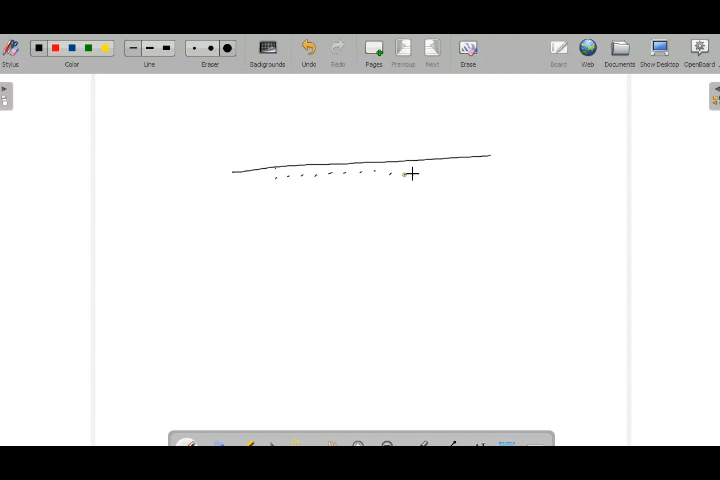 Stylus Color Line Eraser Backgrounds Undo Redo Pages Previous Next Erase Board Web Documents Show Desktop OpenBoard